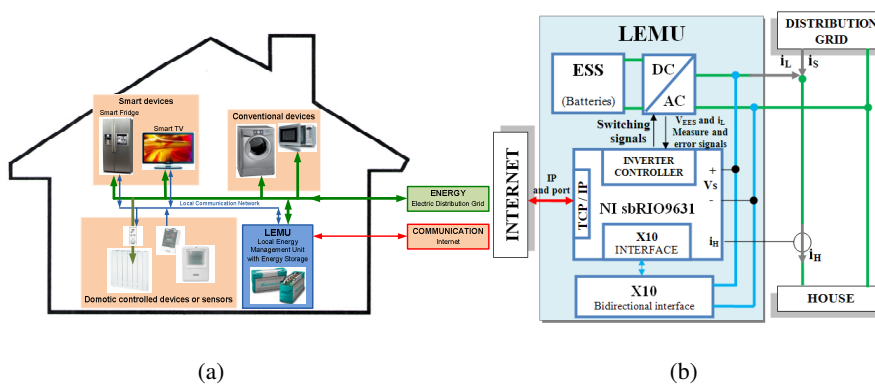 Smart devices
Smart Fridge
Smart TV
Conventional devices
Local Communication Network
ENERGY
Electric Distribution Grid
COMMUNICATION
Internet
LEMU
Local Energy
Management Unit
with Energy Storage
Domotic controlled devices or sensors
(a)
LEMU
DISTRIBUTION
GRID
ESS
(Batteries)
DC
AC
iL
iS
Switching
signals
VEES and iL
Measure and
error signals
INTERNET
IP
and port
TCP / IP
INVERTER
CONTROLLER
+
Vs
-
NI sbRIO9631
X10
INTERFACE
iH
iH
X10
Bidirectional interface
HOUSE
(b)